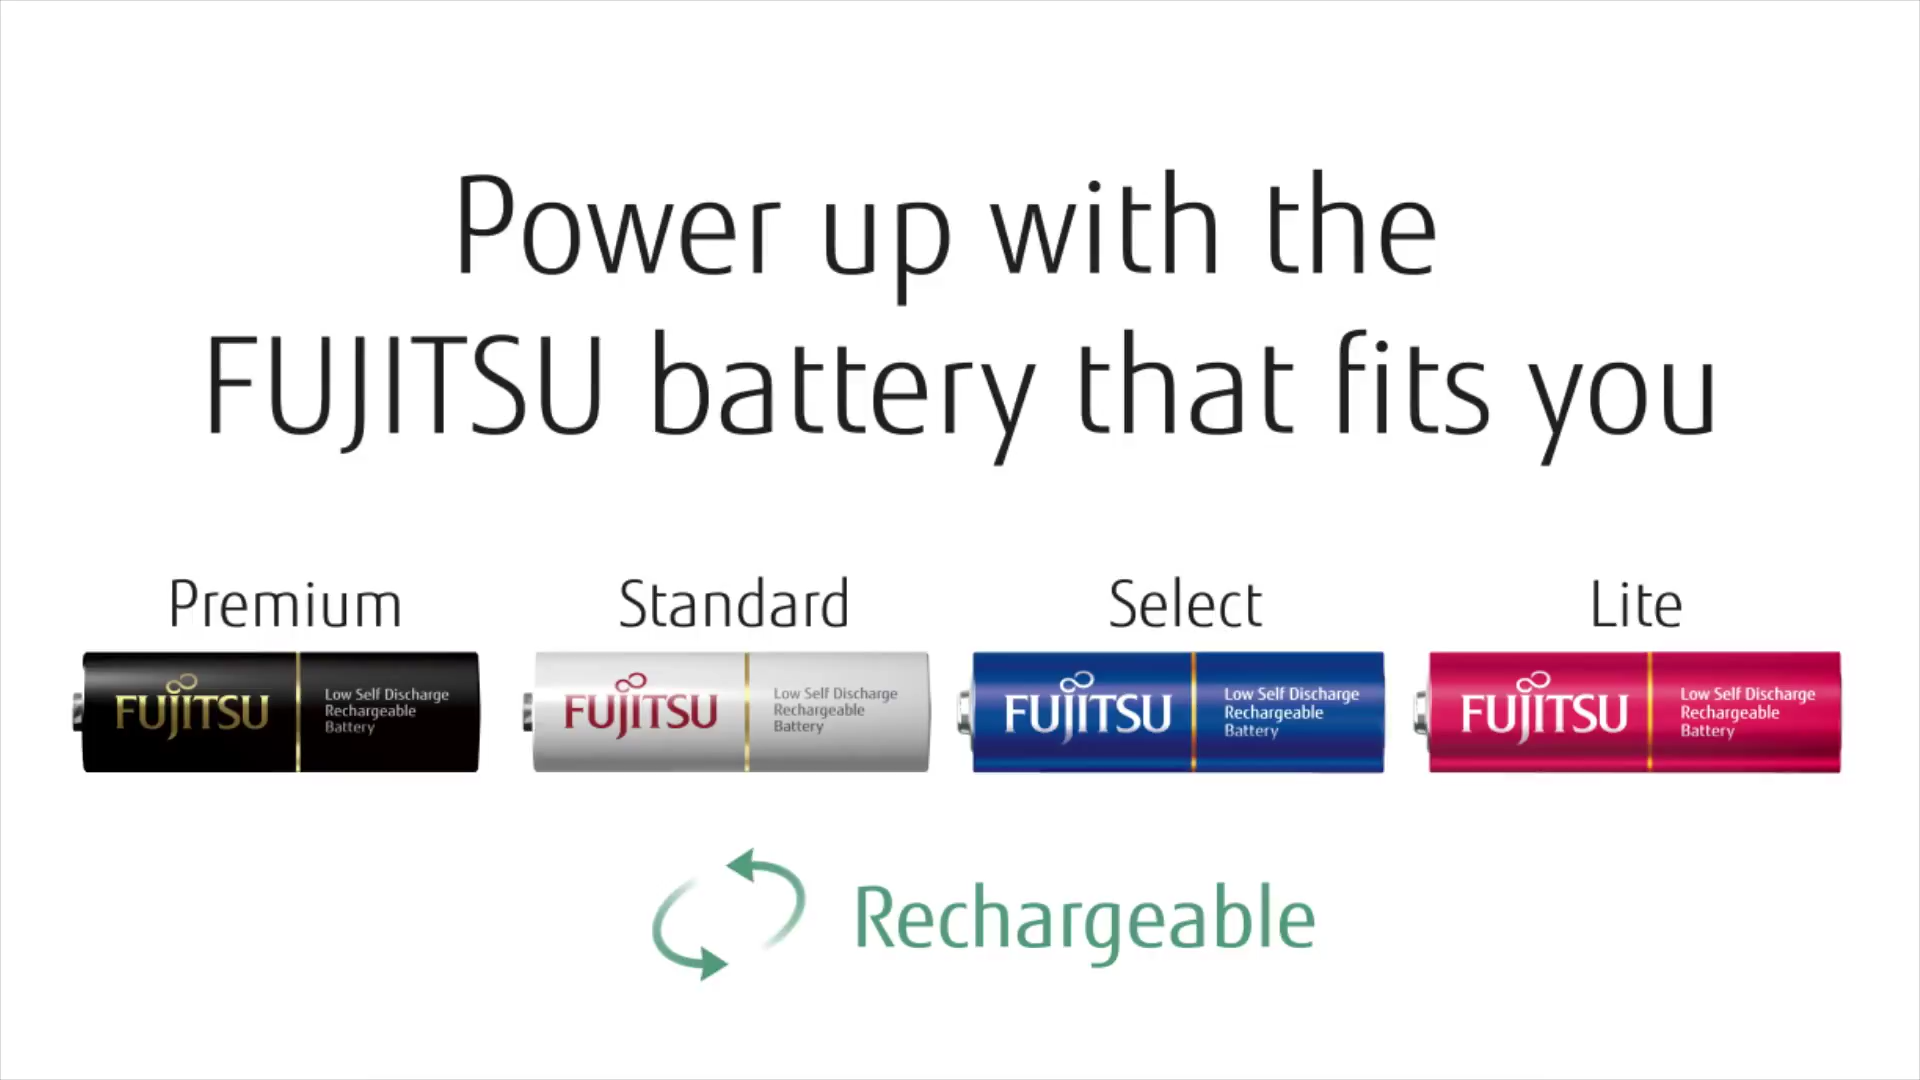 Power up with the
FUJITSU battery that fits you
Premium
Standard
Select
Lite
FUJITSU
Low Self Discharge
Rechargeable
Battery
FUJITSU
Low Self Discharge
Rechargeable
Battery
FUJITSU
Low Self Discharge
Rechargeable
Battery
FUJITSU
Low Self Discharge
Rechargeable
Battery
Rechargeable